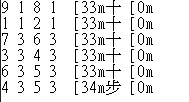 9 1 8 1  [33m十 [0m
1 1 2 1  [33m十 [0m
7 3 6 3  [33m十 [0m
3 3 4 3  [33m十 [0m
6 3 5 3  [33m十 [0m
4 3 5 3  [34m步 [0m